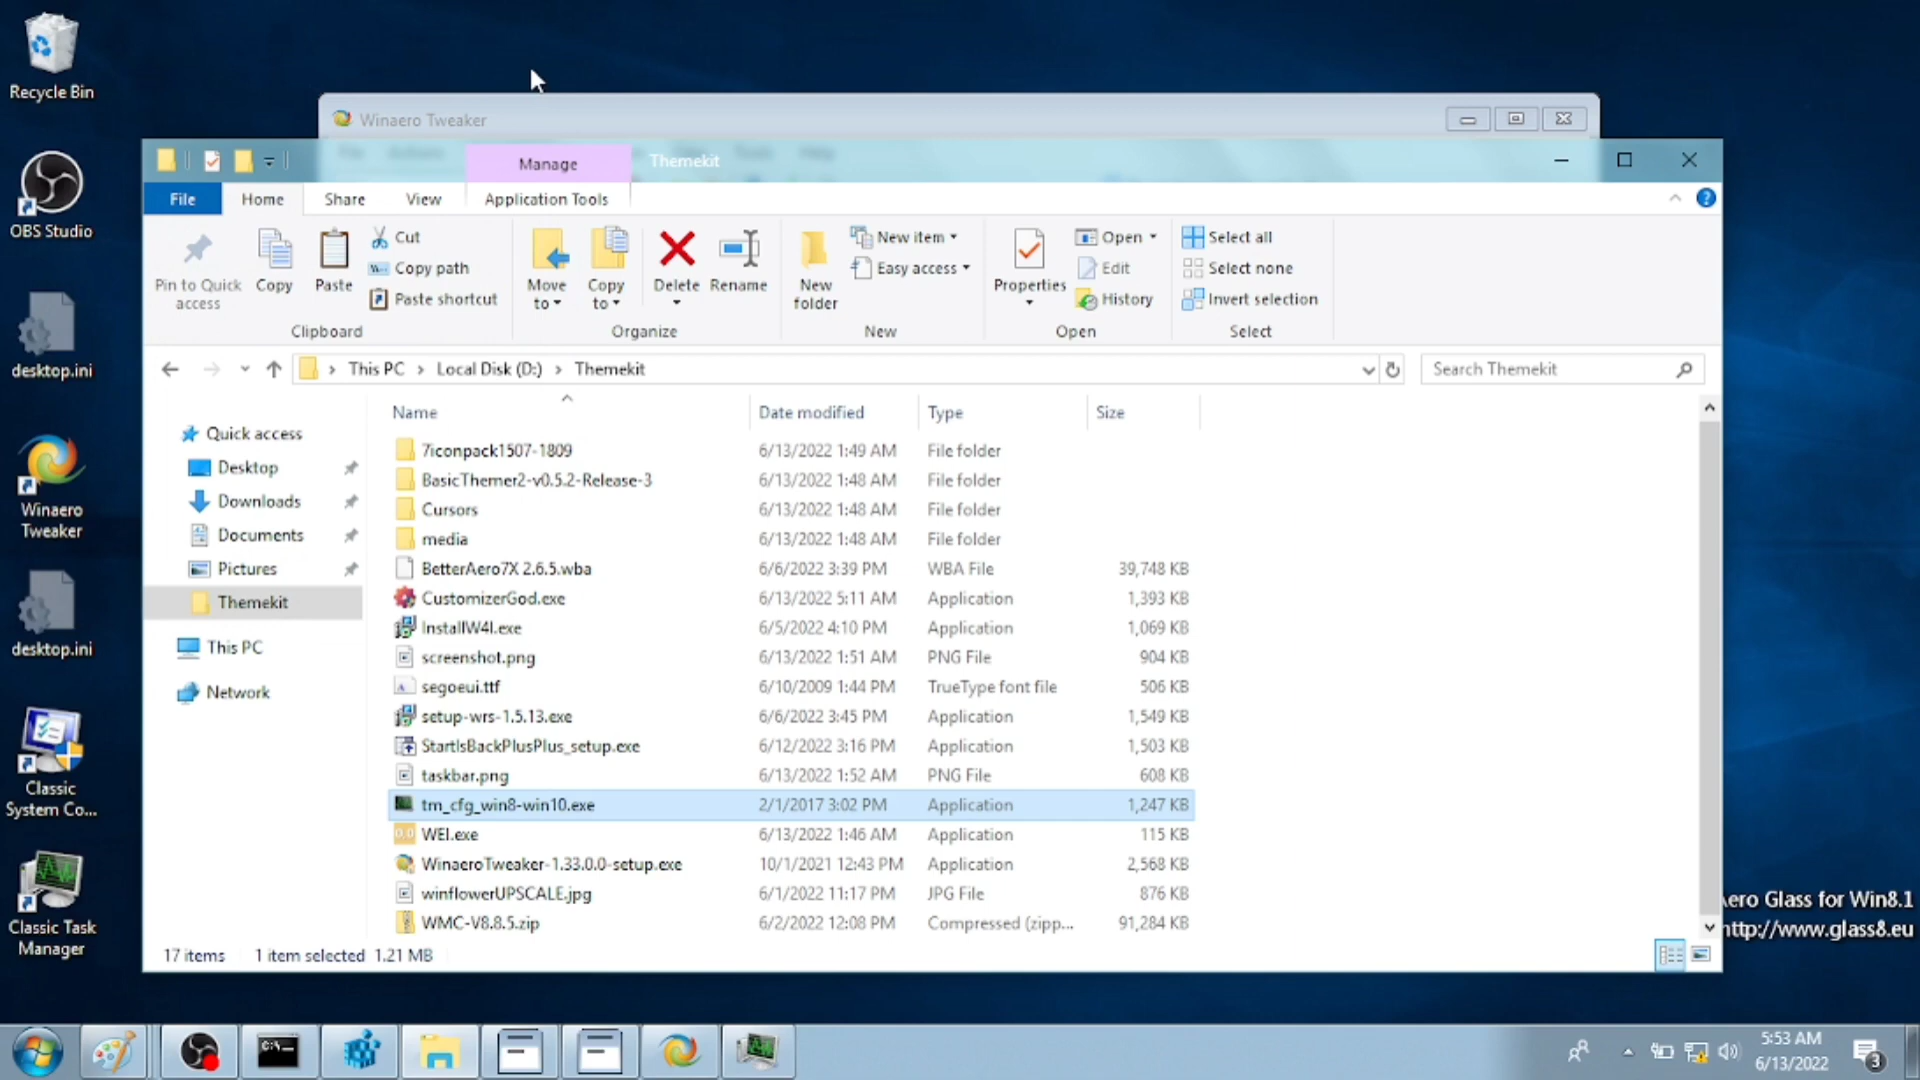 Recycle Bin
OBS Studio
desktop.ini
Winaero
Tweaker
desktop.ini
Classic
System Co...
Classic Task
Manager
Winaero Tweaker
Manage
Themekit
File
Home
Share
View
Application Tools
Pin to Quick
access
Copy
Paste
Cut
Copy path
Paste shortcut
Clipboard
Move
to
Copy
to
Delete
Rename
Organize
New
folder
New item
Easy access
New
Properties
Open
Edit
History
Open
Select all
Select none
Invert selection
Select
This PC > Local Disk (D:) > Themekit
Search Themekit
Quick access
Desktop
Downloads
Documents
Pictures
Themekit
This PC
Network
Name Date modified Type Size
7iconpack1507-1809 6/13/2022 1:49 AM File folder
BasicThemer2-v0.5.2-Release-3 6/13/2022 1:48 AM File folder
Cursors 6/13/2022 1:48 AM File folder
media 6/13/2022 1:48 AM File folder
BetterAero7X 2.6.5.wba 6/6/2022 3:39 PM WBA File 39,748 KB
CustomizerGod.exe 6/13/2022 5:11 AM Application 1,393 KB
InstallW4I.exe 6/5/2022 4:10 PM Application 1,069 KB
screenshot.png 6/13/2022 1:51 AM PNG File 904 KB
segoeui.ttf 6/10/2009 1:44 PM TrueType font file 506 KB
setup-wrs-1.5.13.exe 6/6/2022 3:45 PM Application 1,549 KB
StartIsBackPlusPlus_setup.exe 6/12/2022 3:16 PM Application 1,503 KB
taskbar.png 6/13/2022 1:52 AM PNG File 608 KB
tm_cfg_win8-win10.exe 2/1/2017 3:02 PM Application 1,247 KB
WEI.exe 6/13/2022 1:46 AM Application 115 KB
WinaeroTweaker-1.33.0.0-setup.exe 10/1/2021 12:43 PM Application 2,568 KB
winflowerUPSCALE.jpg 6/1/2022 11:17 PM JPG File 876 KB
WMC-V8.8.5.zip 6/2/2022 12:08 PM Compressed (zipp... 91,284 KB
17 items 1 item selected 1.21 MB
Aero Glass for Win8.1
http://www.glass8.eu
5:53 AM
6/13/2022
3